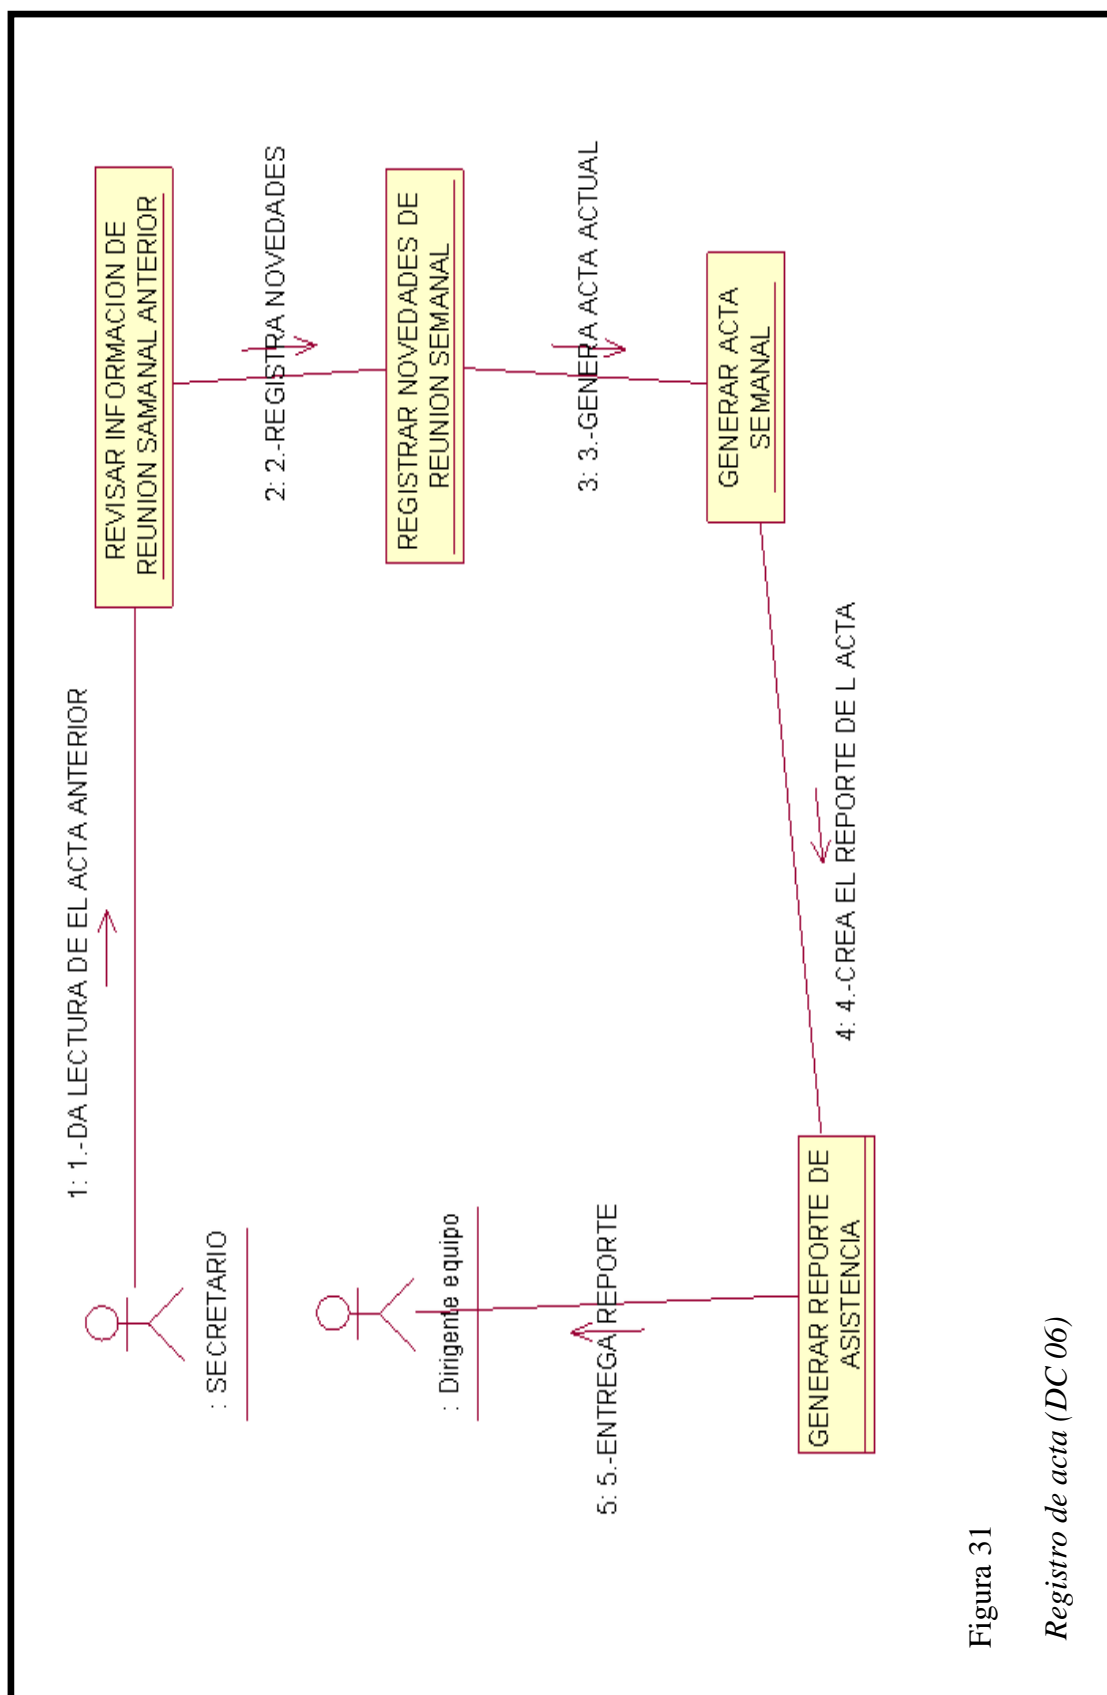 1: 1.-DA LECTURA DE EL ACTA ANTERIOR
: SECRETARIO
REVISAR INFORMACION DE
REUNION SAMANAL ANTERIOR
2: 2.-REGISTRA NOVEDADES
: Dirigente equipo
REGISTRAR NOVEDADES DE
REUNION SEMANAL
5: 5.-ENTREGA REPORTE
3: 3.-GENERA ACTA ACTUAL
GENERAR ACTA
SEMANAL
GENERAR REPORTE DE
ASISTENCIA
4: 4.-CREA EL REPORTE DE L ACTA
Figura 31
Registro de acta (DC 06)